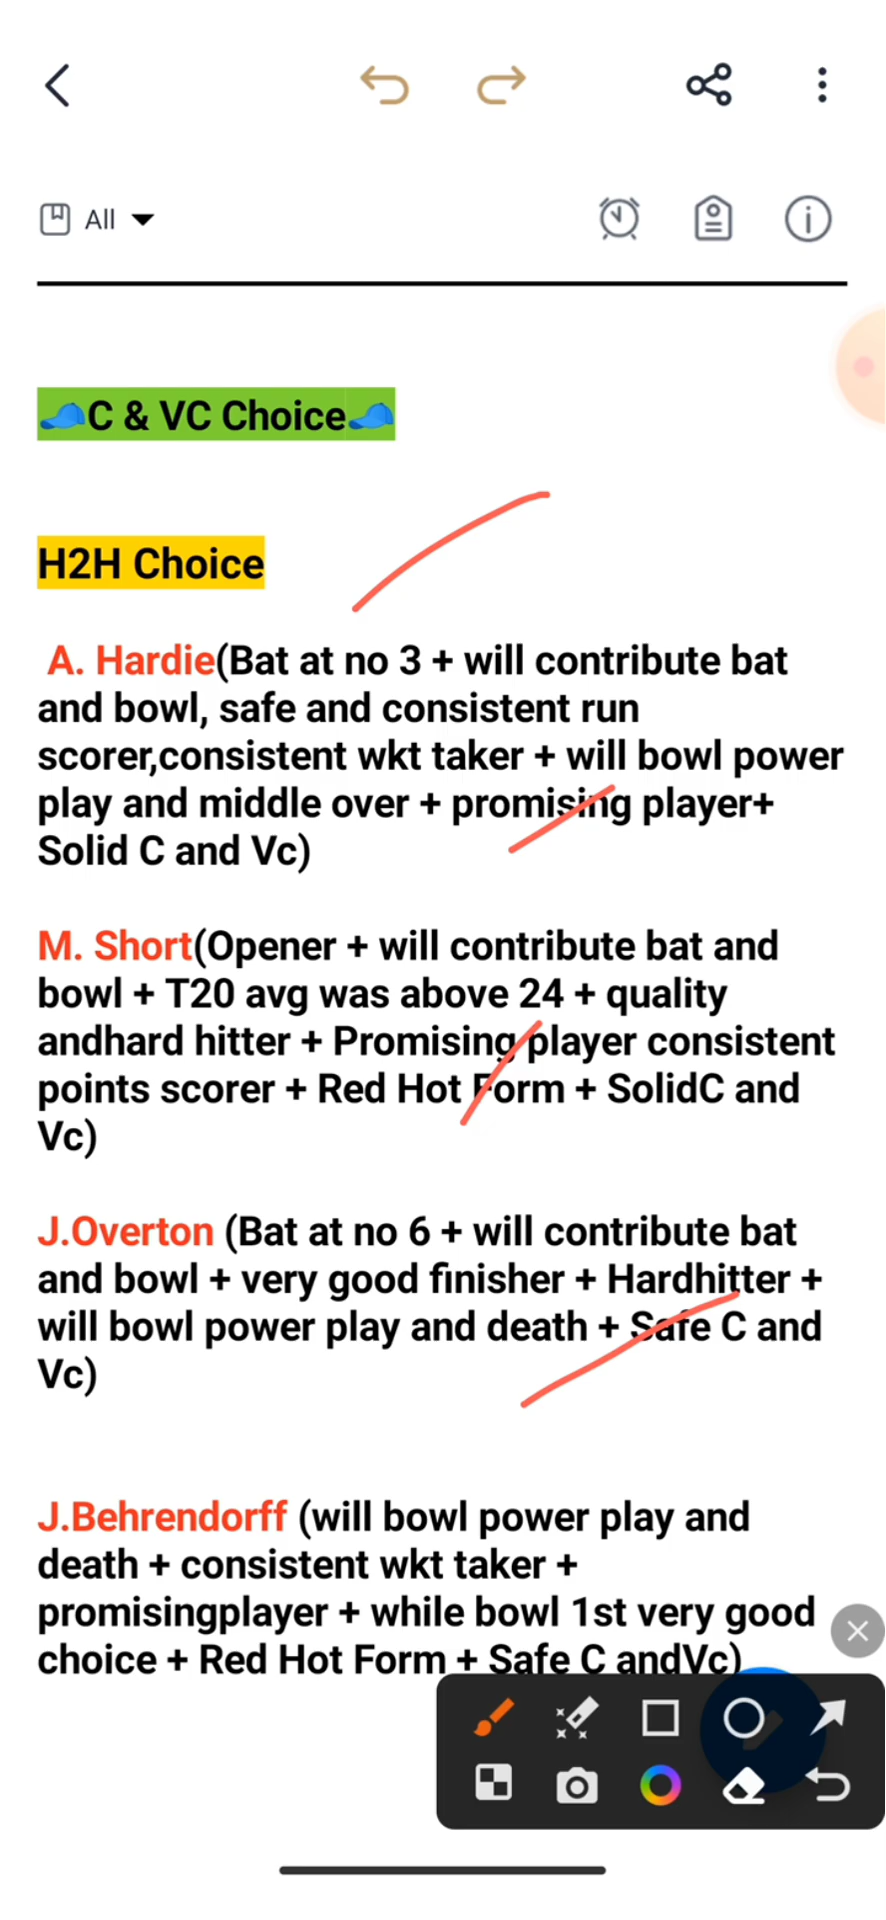 All
🧢C & VC Choice🧢
H2H Choice
A. Hardie(Bat at no 3 + will contribute bat
and bowl, safe and consistent run
scorer,consistent wkt taker + will bowl power
play and middle over + promising player+
Solid C and Vc)
M. Short(Opener + will contribute bat and
bowl + T20 avg was above 24 + quality
andhard hitter + Promising player consistent
points scorer + Red Hot Form + SolidC and
Vc)
J.Overton (Bat at no 6 + will contribute bat
and bowl + very good finisher + Hardhitter +
will bowl power play and death + Safe C and
Vc)
J.Behrendorff (will bowl power play and
death + consistent wkt taker +
promisingplayer + while bowl 1st very good
choice + Red Hot Form + Safe C andVc)